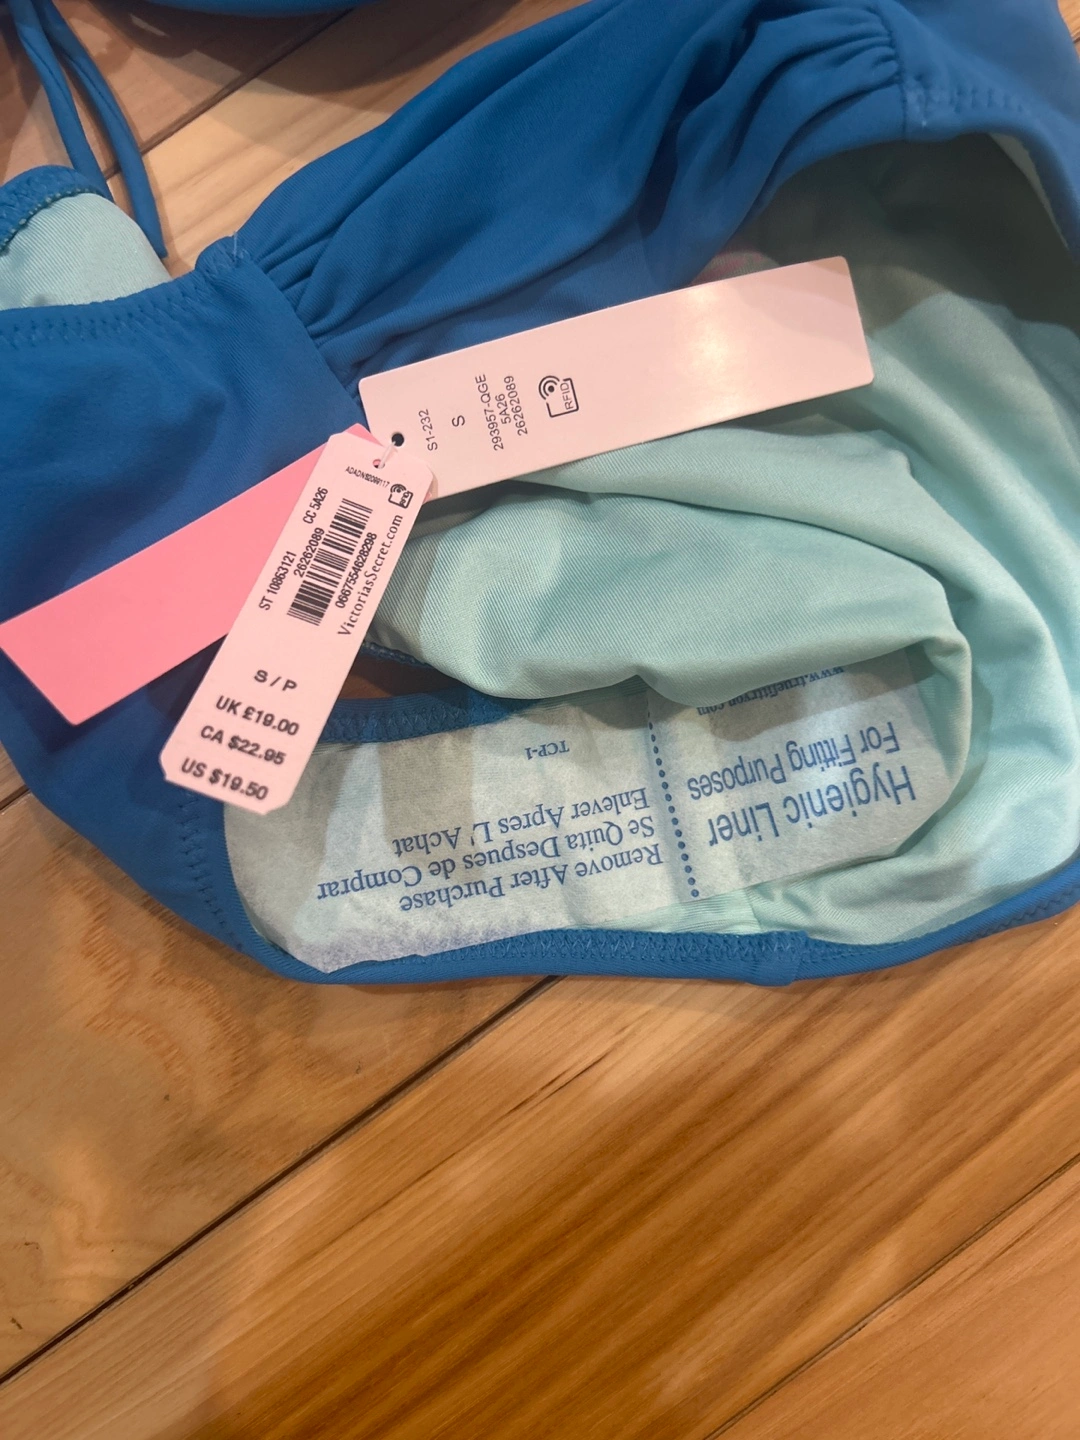 S1-232
S
293957-QGE
5A26
26262089
RFID
ST 10863121 CC 5A26
26262089
0667554628298
VictoriasSecret.com
S / P
UK £19.00
CA $22.95
US $19.50
Hygienic Liner
For Fitting Purposes
Remove After Purchase
Se Quita Despues de Comprar
Enlever Apres L' Achat
TCP-1